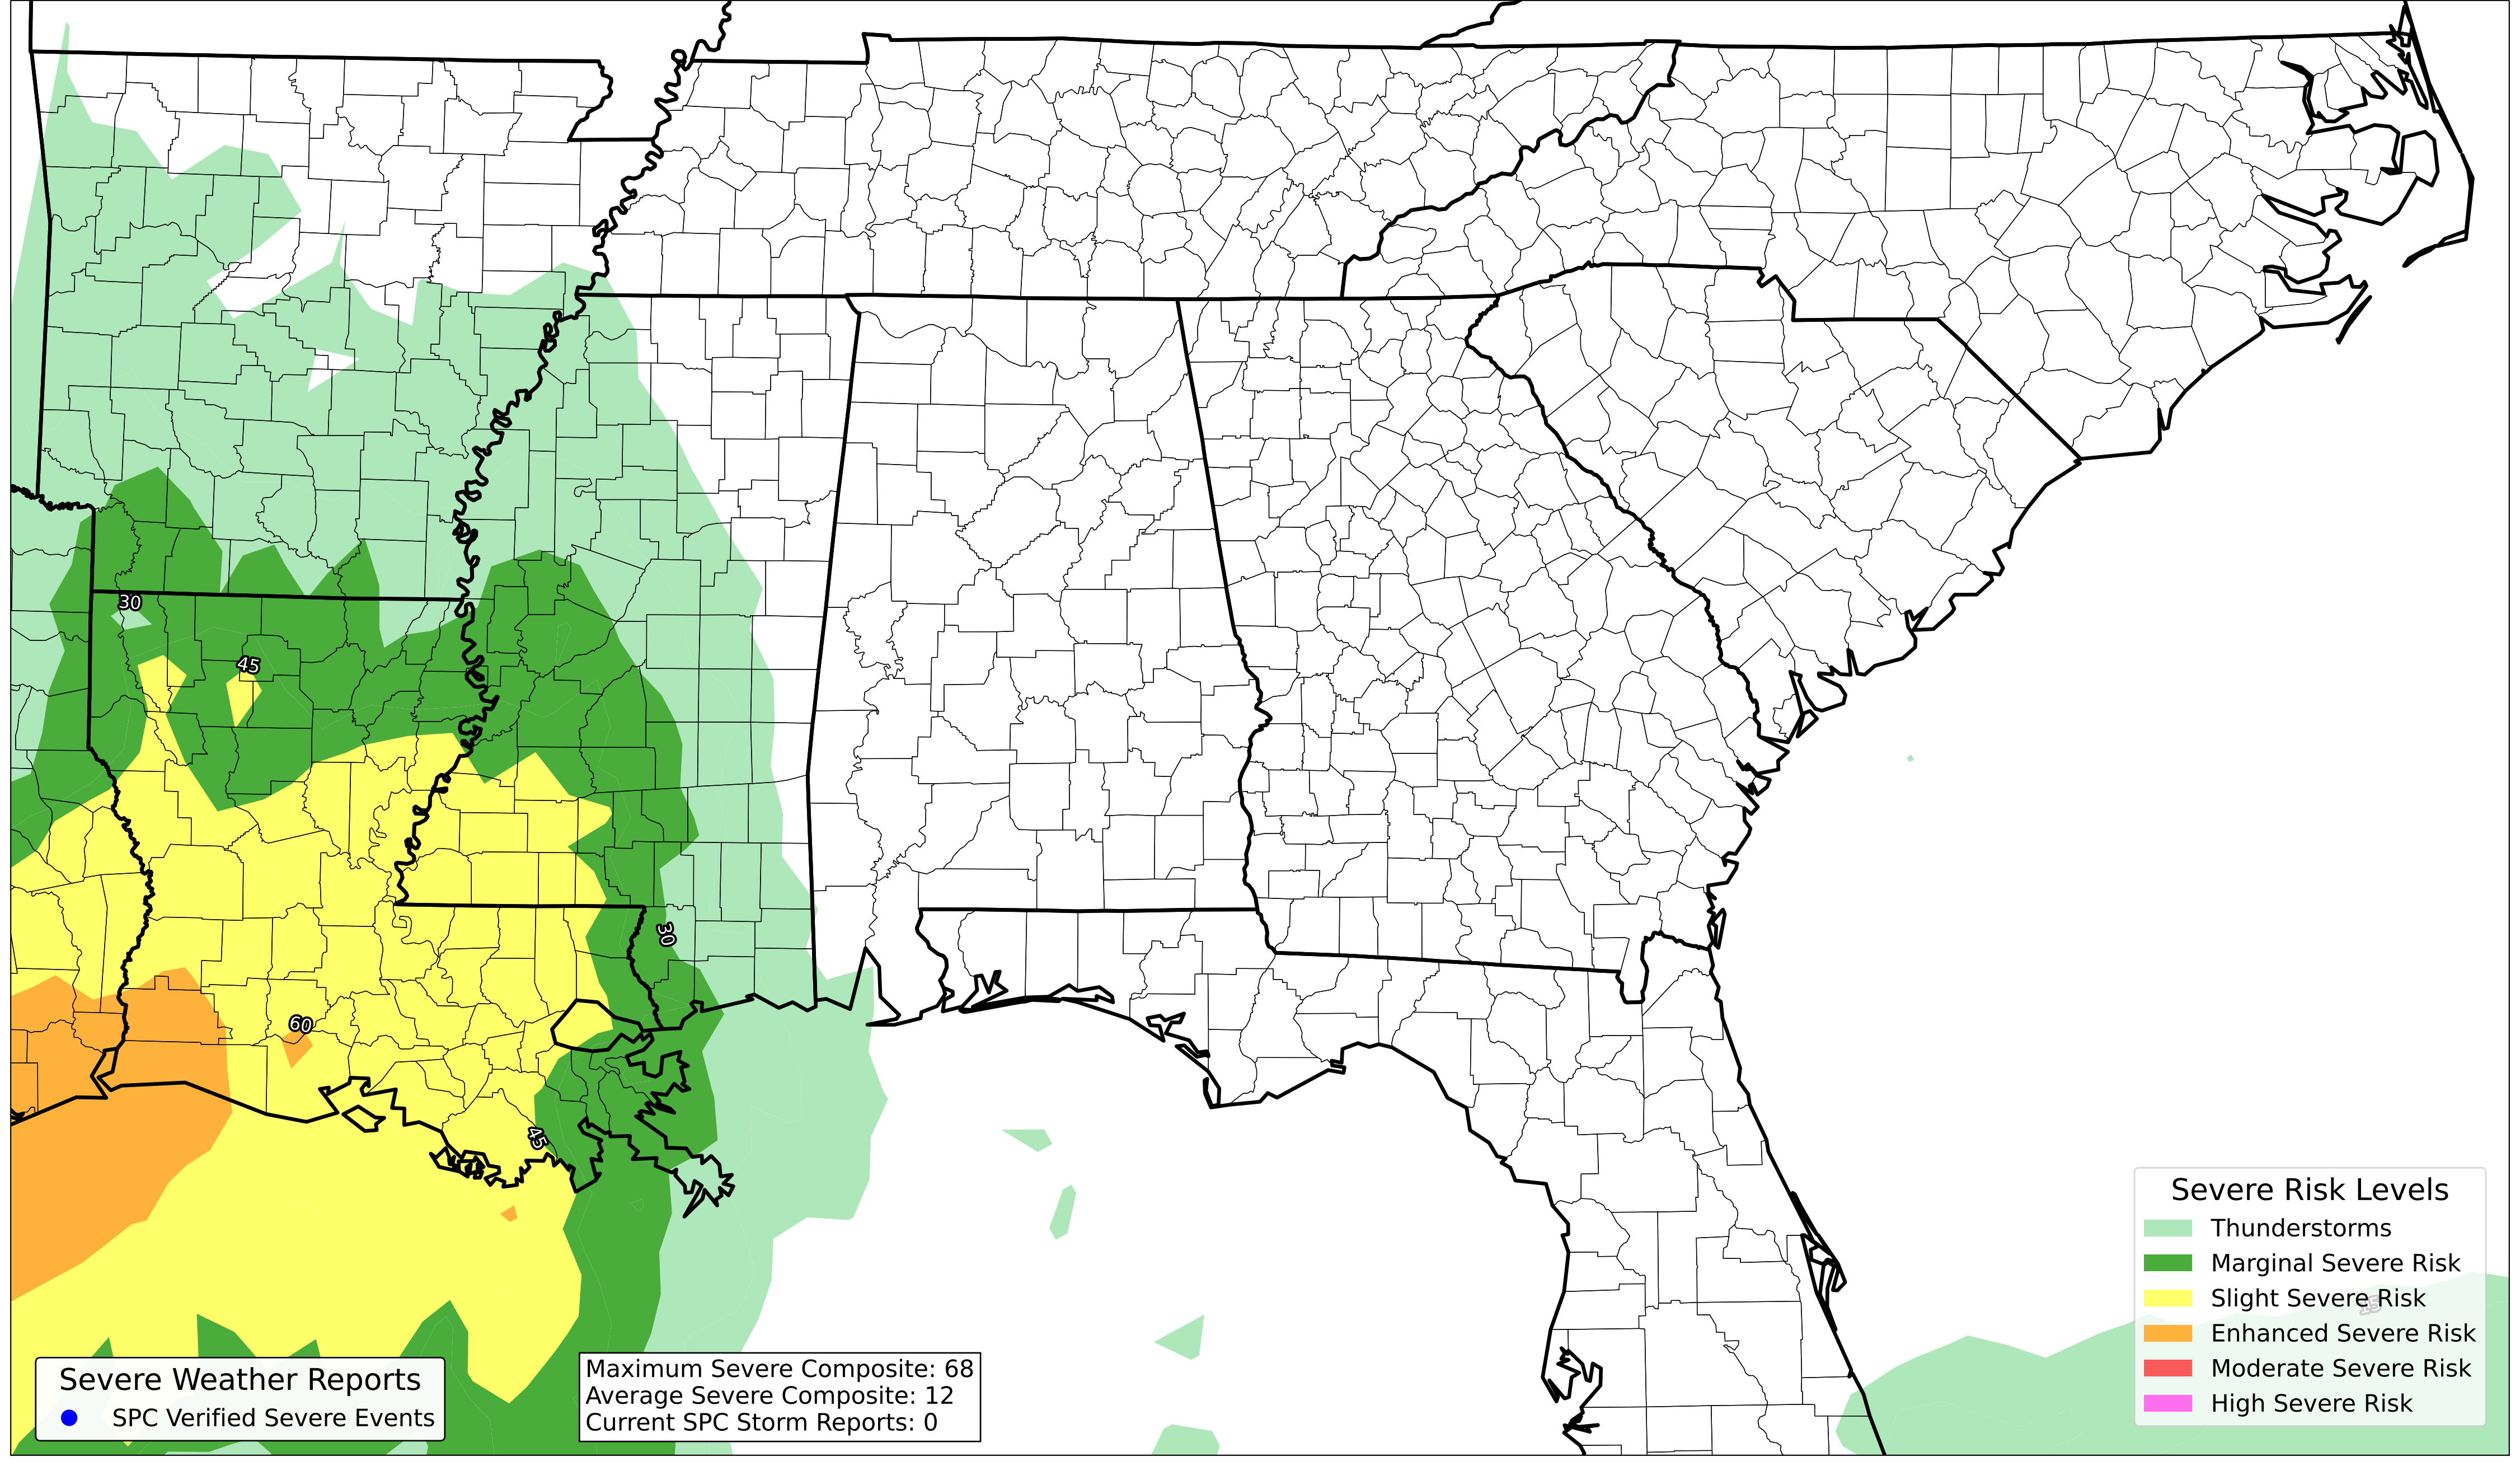 30
45
30
60
45
Severe Risk Levels
Thunderstorms
Marginal Severe Risk
Slight Severe Risk
Enhanced Severe Risk
Moderate Severe Risk
High Severe Risk
Severe Weather Reports
SPC Verified Severe Events
Maximum Severe Composite: 68
Average Severe Composite: 12
Current SPC Storm Reports: 0